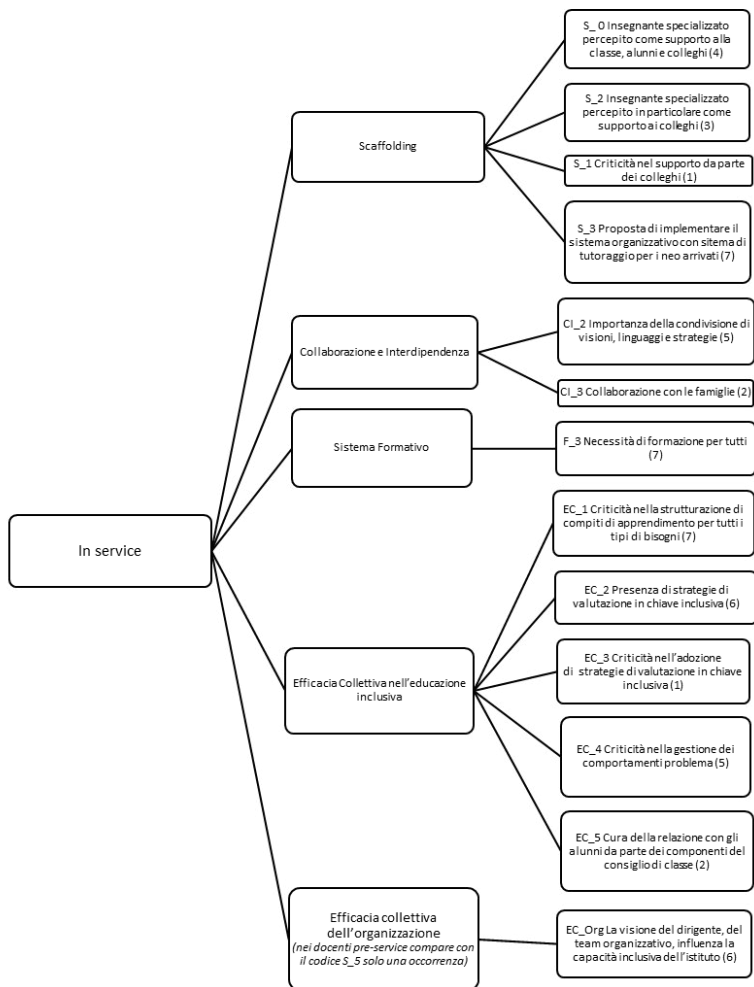 In service
Scaffolding
S_0 Insegnante specializzato
percepito come supporto alla
classe, alunni e colleghi (4)
S_2 Insegnante specializzato
percepito in particolare come
supporto ai colleghi (3)
S_1 Criticità nel supporto da parte
dei colleghi (1)
S_3 Proposta di implementare il
sistema organizzativo con sitema di
tutoraggio per i neo arrivati (7)
Collaborazione e Interdipendenza
CI_2 Importanza della condivisione di
visioni, linguaggi e strategie (5)
CI_3 Collaborazione con le famiglie (2)
Sistema Formativo
F_3 Necessità di formazione per tutti
(7)
Efficacia Collettiva nell'educazione
inclusiva
EC_1 Criticità nella strutturazione di
compiti di apprendimento per tutti i
tipi di bisogni (7)
EC_2 Presenza di strategie di
valutazione in chiave inclusiva (6)
EC_3 Criticità nell'adozione
di strategie di valutazione in chiave
inclusiva (1)
EC_4 Criticità nella gestione dei
comportamenti problema (5)
EC_5 Cura della relazione con gli
alunni da parte dei componenti del
consiglio di classe (2)
Efficacia collettiva
dell'organizzazione
(nei docenti pre-service compare con
il codice S_5 solo una occorrenza)
EC_Org La visione del dirigente, del
team organizzativo, influenza la
capacità inclusiva dell'istituto (6)